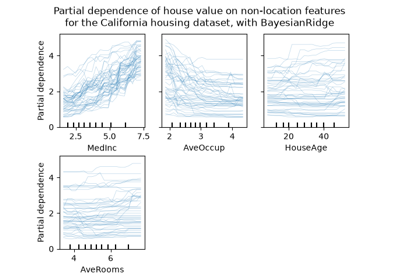 Partial dependence of house value on non-location features
for the California housing dataset, with BayesianRidge
Partial dependence
4
2
0
2.5 5.0 7.5
MedInc
2 3 4
AveOccup
20 40
HouseAge
Partial dependence
4
2
0
4 6
AveRooms